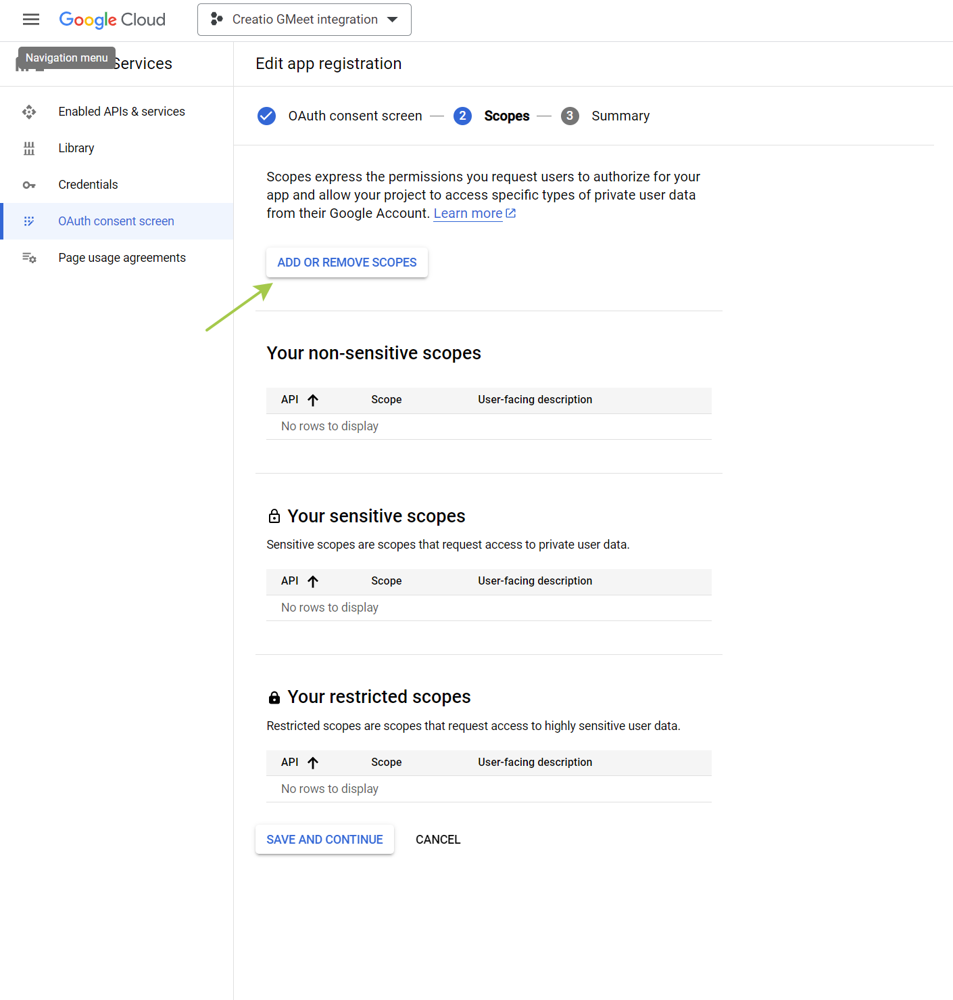 Google Cloud
Creatio GMeet integration
Navigation menu
Services
Edit app registration
Enabled APIs & services
Library
Credentials
OAuth consent screen
Page usage agreements
OAuth consent screen
2 Scopes
3 Summary
Scopes express the permissions you request users to authorize for your
app and allow your project to access specific types of private user data
from their Google Account. Learn more
ADD OR REMOVE SCOPES
Your non-sensitive scopes
API Scope User-facing description
No rows to display
Your sensitive scopes
Sensitive scopes are scopes that request access to private user data.
API Scope User-facing description
No rows to display
Your restricted scopes
Restricted scopes are scopes that request access to highly sensitive user data.
API Scope User-facing description
No rows to display
SAVE AND CONTINUE
CANCEL